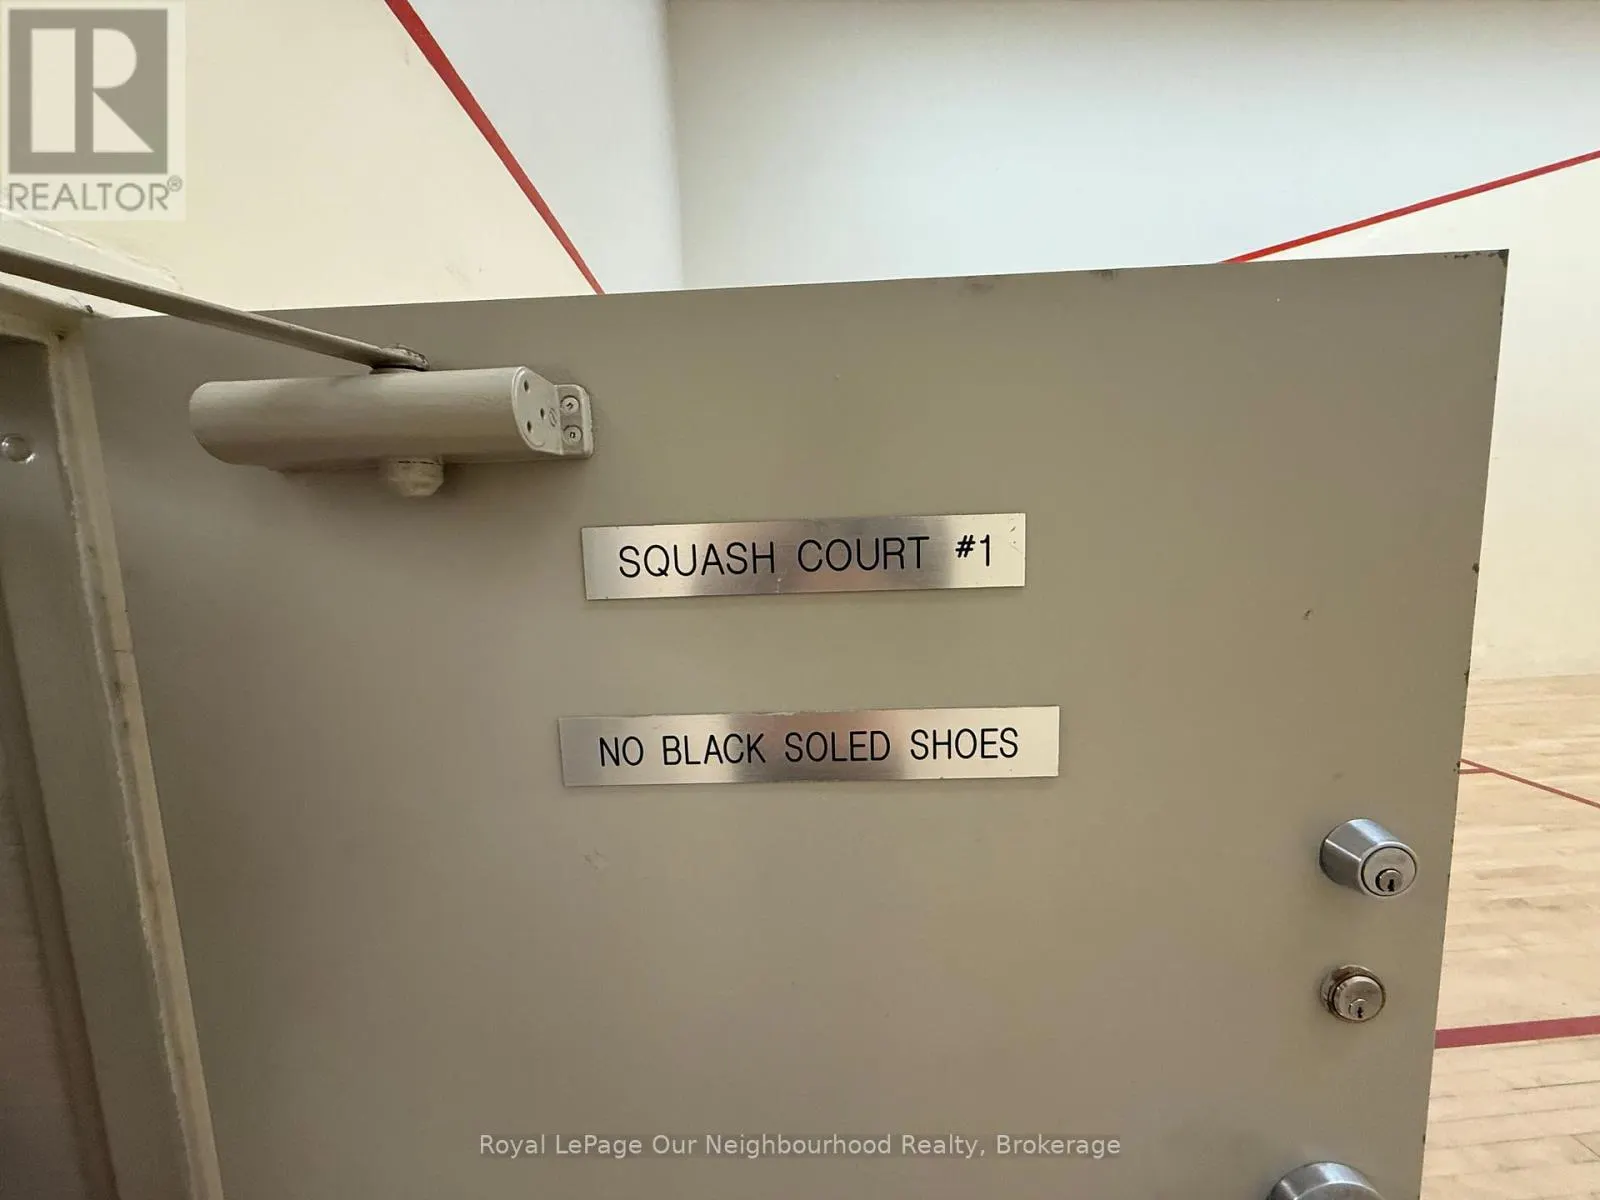 REALTOR®
SQUASH COURT #1
NO BLACK SOLED SHOES
Royal LePage Our Neighbourhood Realty, Brokerage